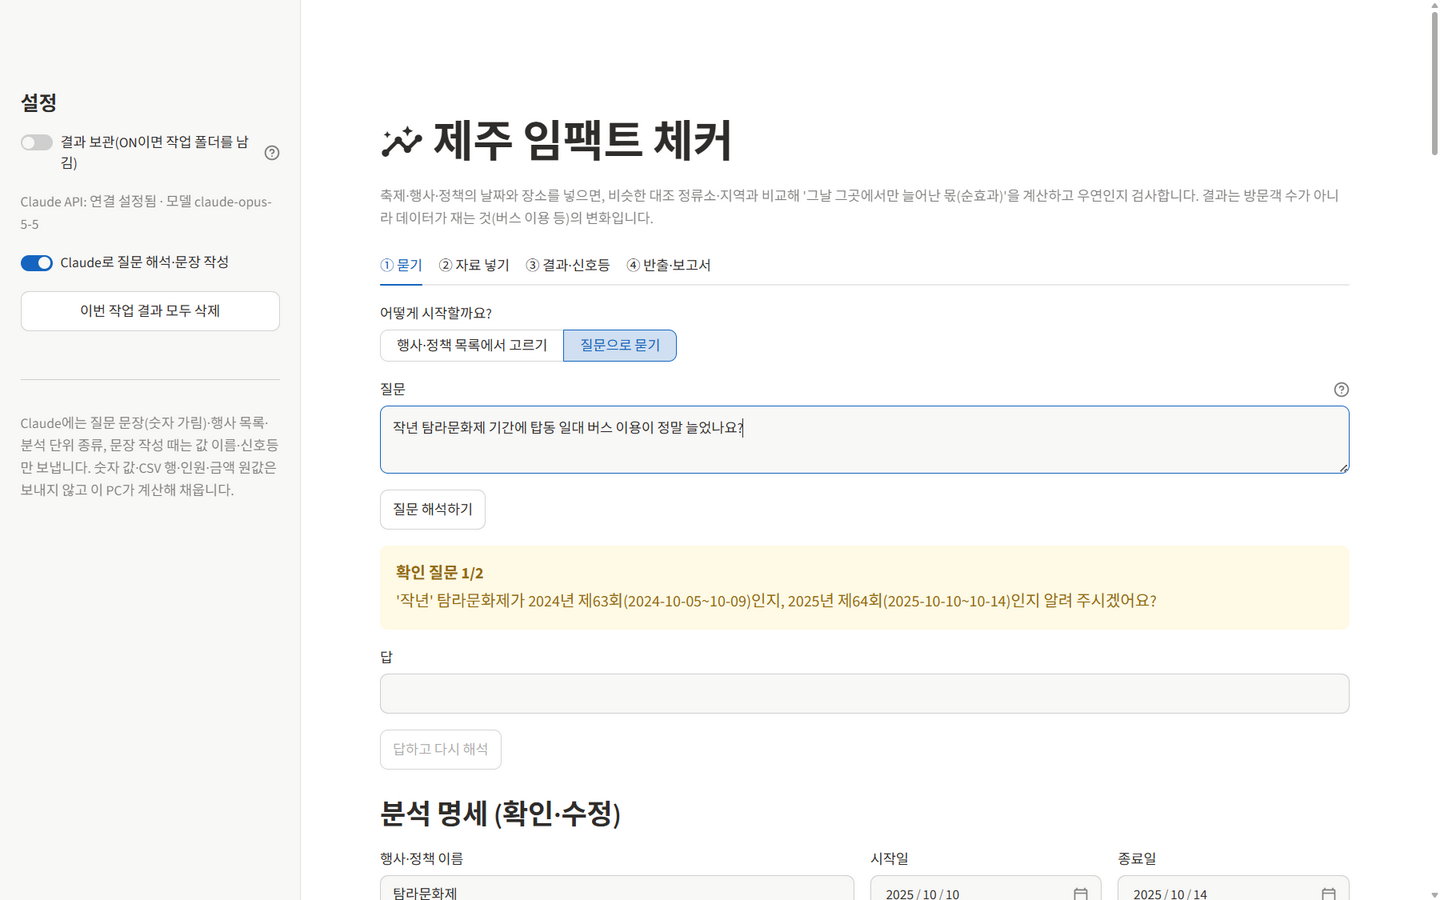 설정
결과 보관(ON이면 작업 폴더를 남
김)
Claude API: 연결 설정됨 · 모델 claude-opus-
5-5
Claude로 질문 해석·문장 작성
이번 작업 결과 모두 삭제
Claude에는 질문 문장(숫자 가림)·행사 목록·
분석 단위 종류, 문장 작성 때는 값 이름·신호등
만 보냅니다. 숫자 값·CSV 행·인원·금액 원값은
보내지 않고 이 PC가 계산해 채웁니다.
제주 임팩트 체커
축제·행사·정책의 날짜와 장소를 넣으면, 비슷한 대조 정류소·지역과 비교해 '그날 그곳에서만 늘어난 몫(순효과)'을 계산하고 우연인지 검사합니다. 결과는 방문객 수가 아니
라 데이터가 재는 것(버스 이용 등)의 변화입니다.
① 묻기 ② 자료 넣기 ③ 결과·신호등 ④ 반출·보고서
어떻게 시작할까요?
행사·정책 목록에서 고르기 질문으로 묻기
질문
작년 탐라문화제 기간에 탑동 일대 버스 이용이 정말 늘었나요?
질문 해석하기
확인 질문 1/2
'작년' 탐라문화제가 2024년 제63회(2024-10-05~10-09)인지, 2025년 제64회(2025-10-10~10-14)인지 알려 주시겠어요?
답
답하고 다시 해석
분석 명세 (확인·수정)
행사·정책 이름 시작일 종료일
탐라문화제 2025/10/10 2025/10/14